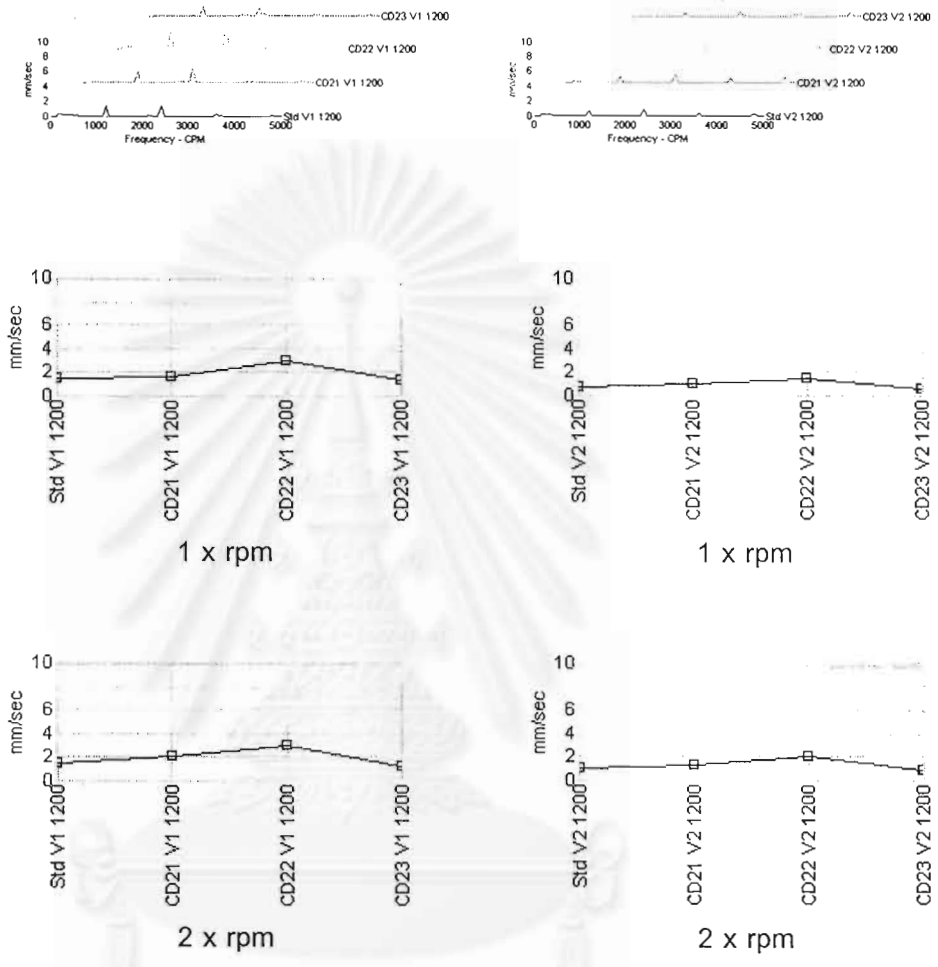 CD23 V1 1200
CD22 V1 1200
CD21 V1 1200
Std V1 1200
mm/sec
10
8
6
4
2
0
0 1000 2000 3000 4000 5000
Frequency - CPM
CD23 V2 1200
CD22 V2 1200
CD21 V2 1200
Std V2 1200
mm/sec
10
8
6
4
2
0
0 1000 2000 3000 4000 5000
Frequency - CPM
mm/sec
10
6
4
2
0
Std V1 1200
CD21 V1 1200
CD22 V1 1200
CD23 V1 1200
1 x rpm
mm/sec
10
6
4
2
0
Std V2 1200
CD21 V2 1200
CD22 V2 1200
CD23 V2 1200
1 x rpm
mm/sec
10
6
4
2
0
Std V1 1200
CD21 V1 1200
CD22 V1 1200
CD23 V1 1200
2 x rpm
mm/sec
10
6
4
2
0
Std V2 1200
CD21 V2 1200
CD22 V2 1200
CD23 V2 1200
2 x rpm